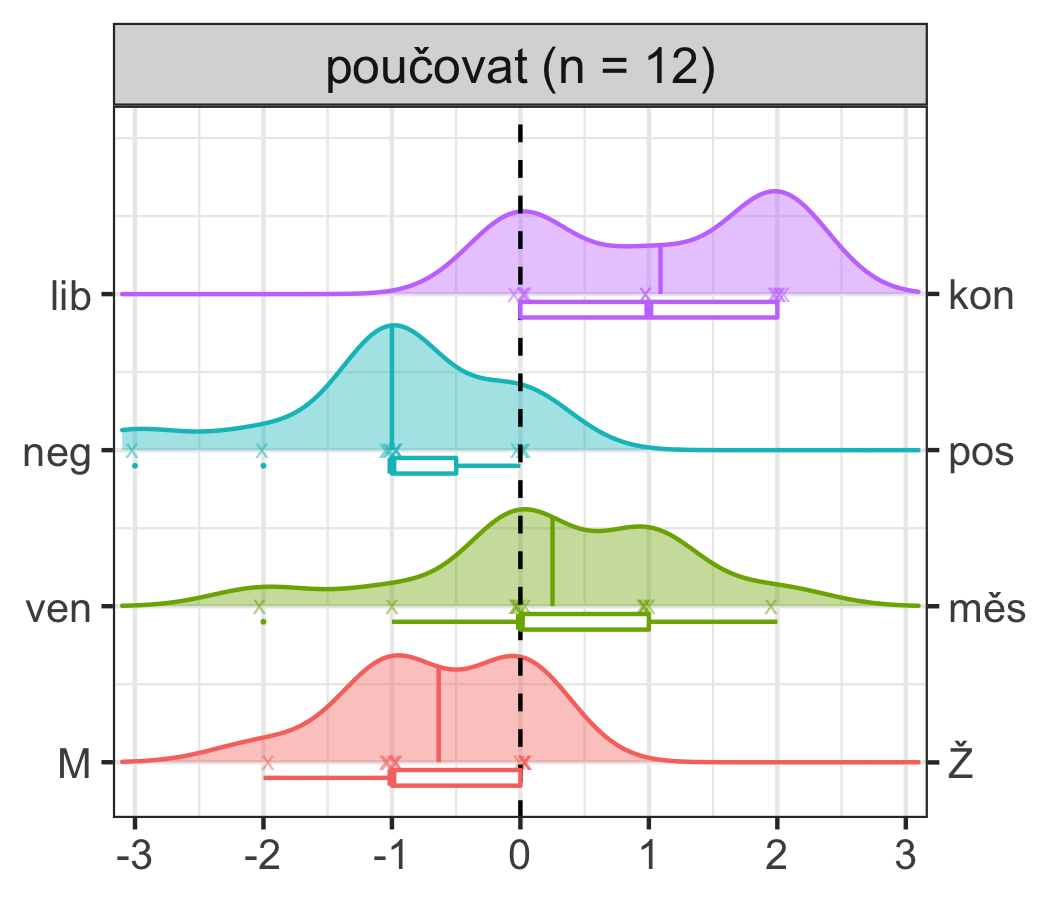 poučovat (n = 12)
lib kon
neg pos
ven měs
M Ž
-3 -2 -1 0 1 2 3